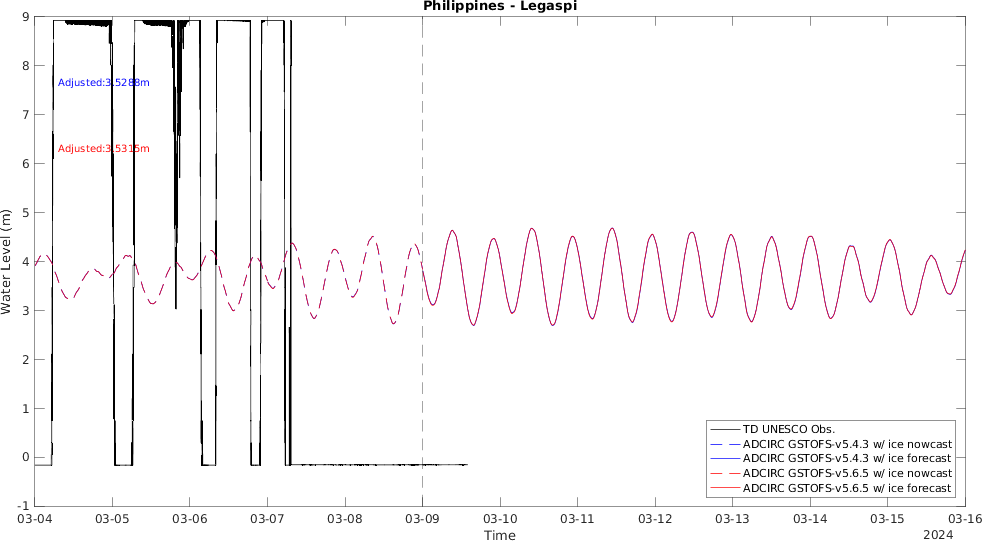 Philippines - Legaspi
9
8
7
6
5
4
3
2
1
0
-1
Water Level (m)
Adjusted:3.5288m
Adjusted:3.5315m
TD UNESCO Obs.
ADCIRC GSTOFS-v5.4.3 w/ ice nowcast
ADCIRC GSTOFS-v5.4.3 w/ ice forecast
ADCIRC GSTOFS-v5.6.5 w/ ice nowcast
ADCIRC GSTOFS-v5.6.5 w/ ice forecast
03-04 03-05 03-06 03-07 03-08 03-09 03-10 03-11 03-12 03-13 03-14 03-15 03-16
Time
2024